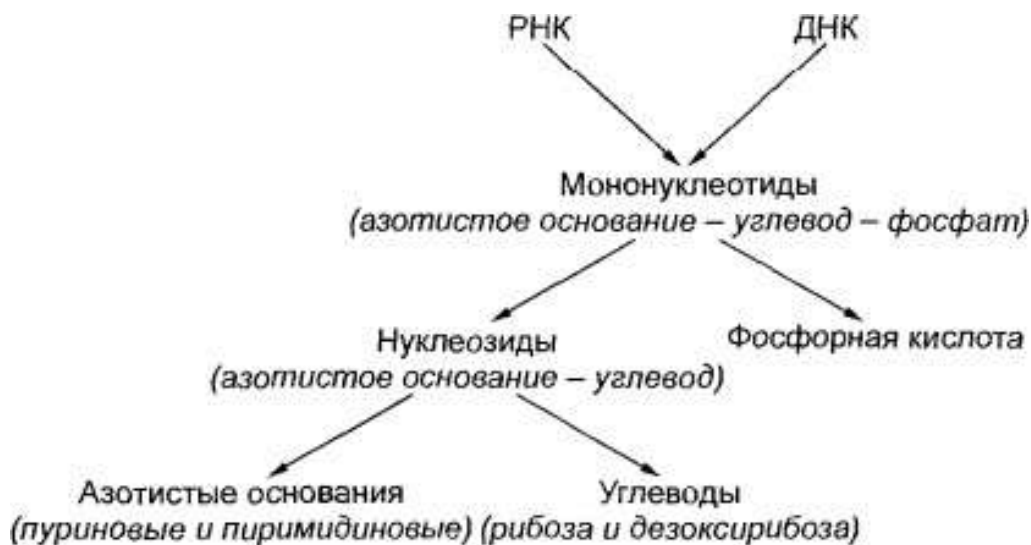 РНК ДНК
Мононуклеотиды
(азотистое основание – углевод – фосфат)
Нуклеозиды Фосфорная кислота
(азотистое основание – углевод)
Азотистые основания Углеводы
(пуриновые и пиримидиновые) (рибоза и дезоксирибоза)